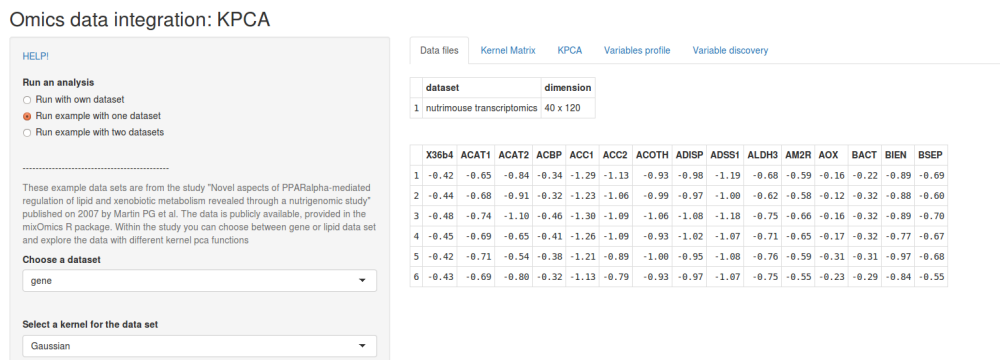 Omics data integration: KPCA
HELP!
Run an analysis
Run with own dataset
Run example with one dataset
Run example with two datasets
--------------------------------------------
These example data sets are from the study "Novel aspects of PPARalpha-mediated
regulation of lipid and xenobiotic metabolism revealed through a nutrigenomic study"
published on 2007 by Martin PG et al. The data is publicly available, provided in the
mixOmics R package. Within the study you can choose between gene or lipid data set
and explore the data with different kernel pca functions
Choose a dataset
gene
Select a kernel for the data set
Gaussian
Data files Kernel Matrix KPCA Variables profile Variable discovery
dataset dimension
1 nutrimouse transcriptomics 40 x 120
X36b4 ACAT1 ACAT2 ACBP ACC1 ACC2 ACOTH ADISP ADSS1 ALDH3 AM2R AOX BACT BIEN BSEP
1 -0.42 -0.65 -0.84 -0.34 -1.29 -1.13 -0.93 -0.98 -1.19 -0.68 -0.59 -0.16 -0.22 -0.89 -0.69
2 -0.44 -0.68 -0.91 -0.32 -1.23 -1.06 -0.99 -0.97 -1.00 -0.62 -0.58 -0.12 -0.32 -0.88 -0.60
3 -0.48 -0.74 -1.10 -0.46 -1.30 -1.09 -1.06 -1.08 -1.18 -0.75 -0.66 -0.16 -0.32 -0.89 -0.70
4 -0.45 -0.69 -0.65 -0.41 -1.26 -1.09 -0.93 -1.02 -1.07 -0.71 -0.65 -0.17 -0.32 -0.77 -0.67
5 -0.42 -0.71 -0.54 -0.38 -1.21 -0.89 -1.00 -0.95 -1.08 -0.76 -0.59 -0.31 -0.31 -0.97 -0.68
6 -0.43 -0.69 -0.80 -0.32 -1.13 -0.79 -0.93 -0.97 -1.08 -0.75 -0.55 -0.23 -0.29 -0.84 -0.55